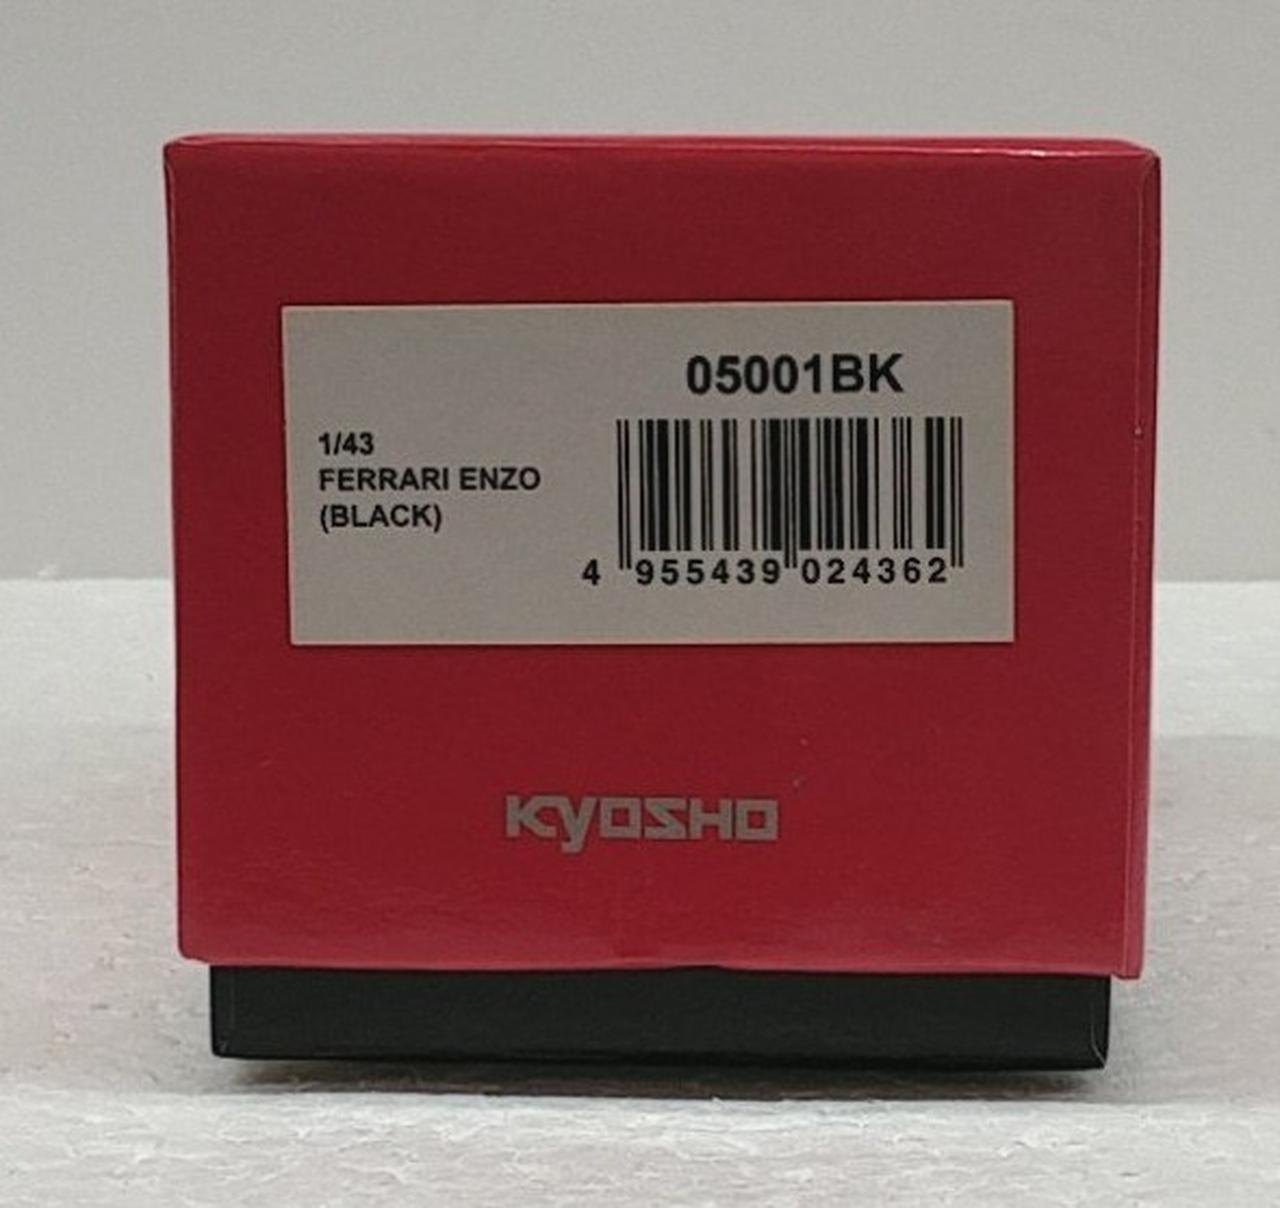 05001BK
1/43
FERRARI ENZO
(BLACK)
4 955439 024362
KYOSHO